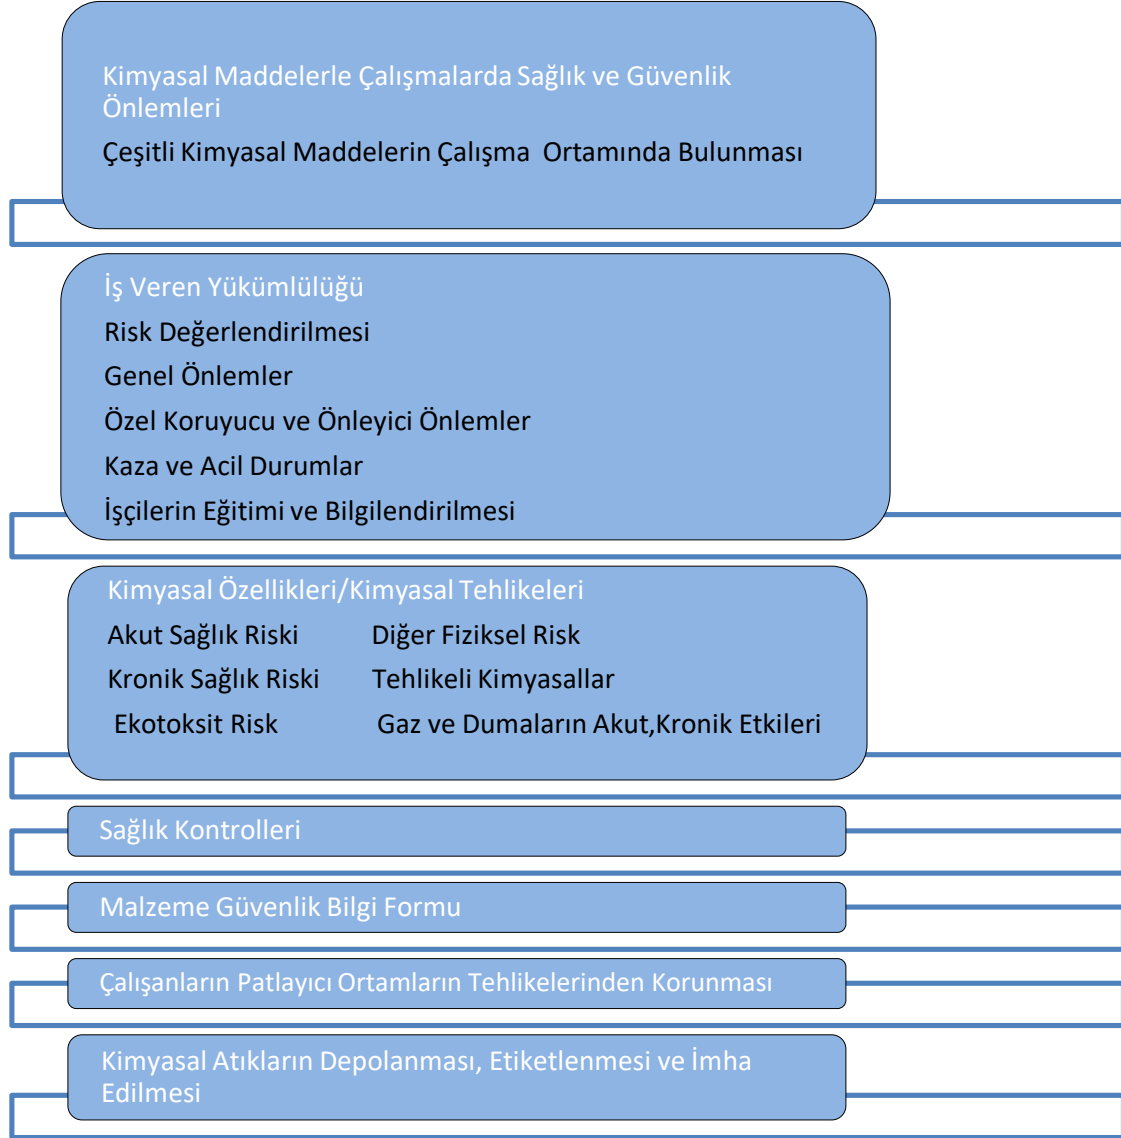 Kimyasal Maddelerle Çalışmalarda Sağlık ve Güvenlik
Önlemleri
Çeşitli Kimyasal Maddelerin Çalışma Ortamında Bulunması
İş Veren Yükümlülüğü
Risk Değerlendirilmesi
Genel Önlemler
Özel Koruyucu ve Önleyici Önlemler
Kaza ve Acil Durumlar
İşçilerin Eğitimi ve Bilgilendirilmesi
Kimyasal Özellikleri/Kimyasal Tehlikeleri
Akut Sağlık Riski Diğer Fiziksel Risk
Kronik Sağlık Riski Tehlikeli Kimyasallar
Ekotoksit Risk Gaz ve Dumaların Akut,Kronik Etkileri
Sağlık Kontrolleri
Malzeme Güvenlik Bilgi Formu
Çalışanların Patlayıcı Ortamların Tehlikelerinden Korunması
Kimyasal Atıkların Depolanması, Etiketlenmesi ve İmha
Edilmesi